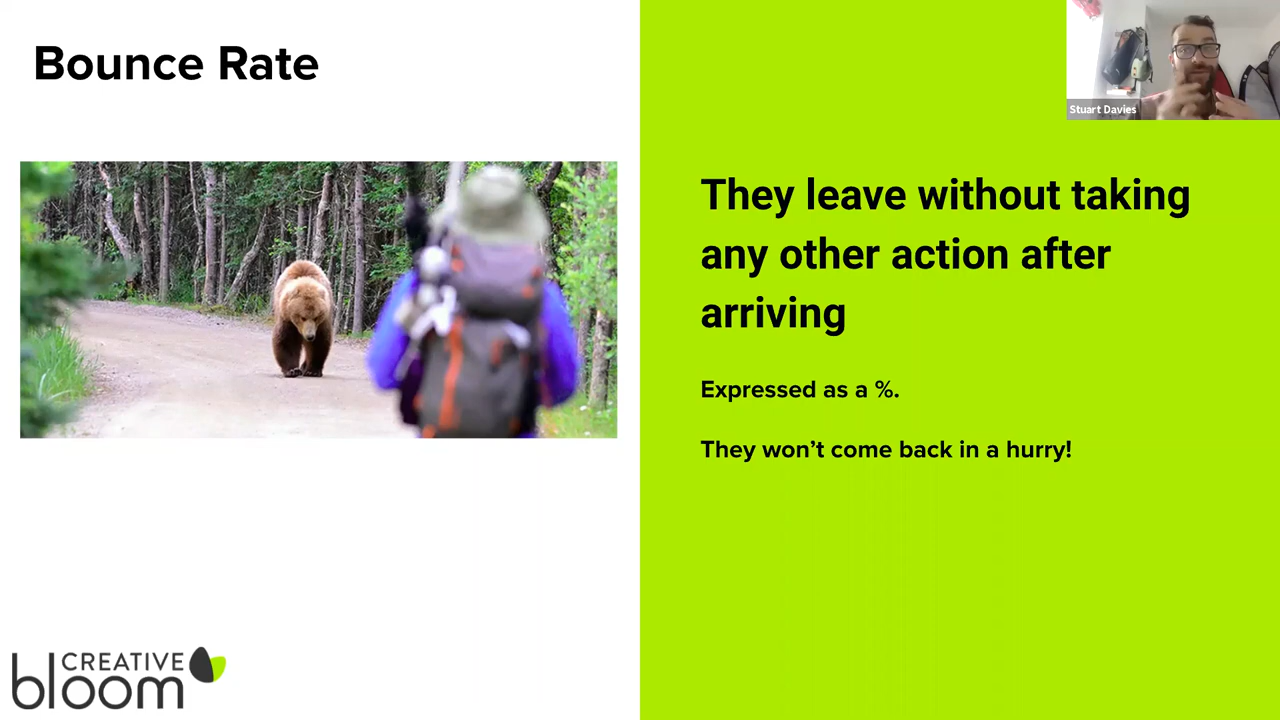 Bounce Rate
Stuart Davies
They leave without taking
any other action after
arriving
Expressed as a %.
They won’t come back in a hurry!
CREATIVE
bloom